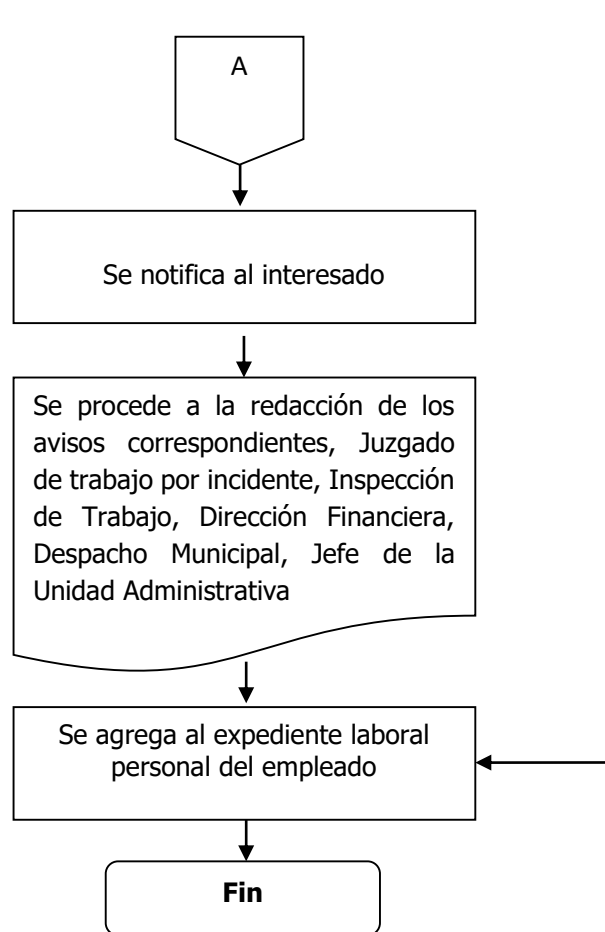 A
Se notifica al interesado
Se procede a la redacción de los
avisos correspondientes, Juzgado
de trabajo por incidente, Inspección
de Trabajo, Dirección Financiera,
Despacho Municipal, Jefe de la
Unidad Administrativa
Se agrega al expediente laboral
personal del empleado
Fin